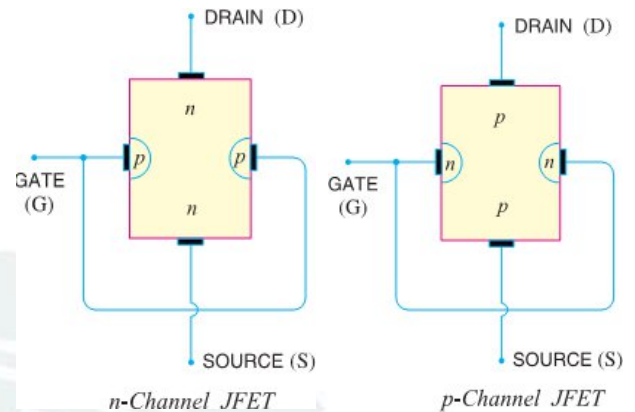 DRAIN (D)
n
p
p
GATE
(G)
n
SOURCE (S)
n-Channel JFET
DRAIN (D)
p
n
n
GATE
(G)
p
SOURCE (S)
p-Channel JFET